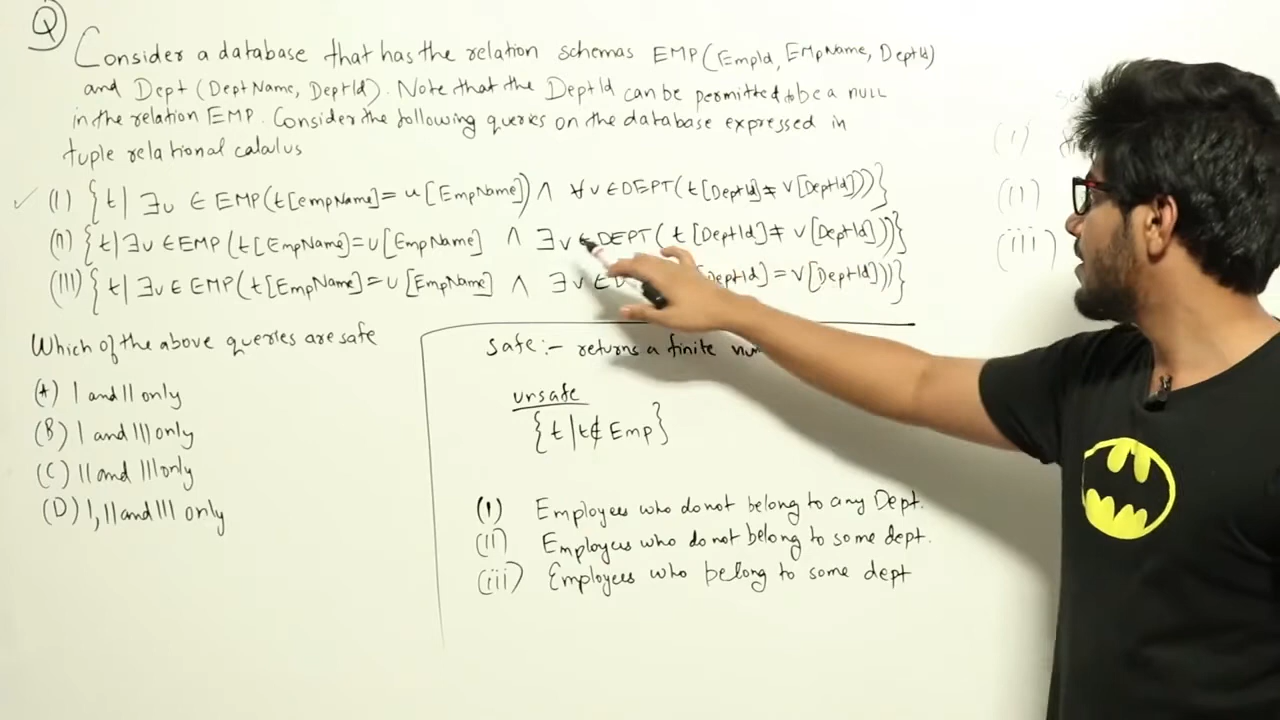 Q
Consider a database that has the relation schemas EMP(EmpId, EmpName, DeptId)
and Dept (DeptName, DeptId). Note that the DeptId can be permitted to be a NULL
in the relation EMP. Consider the following queries on the database expressed in
tuple relational calulus
(I) {t| ∃u ∈ EMP(t[empName]=u[EmpName]) ∧ ∀v∈DEPT(t[DeptId]≠v[DeptId]))}
(II) {t|∃u∈EMP(t[EmpName]=U[EmpName] ∧ ∃v∈DEPT(t[DeptId]≠v[DeptId]))}
(III) {t| ∃u∈EMP(t[EmpName]=u[EmpName] ∧ ∃v∈D DeptId]=v[DeptId]))}
Which of the above queries are safe
(A) I and II only
(B) I and III only
(C) II and III only
(D) I, II and III only
safe:- returns a finite
unsafe
{t|t∉Emp}
(I) Employees who do not belong to any Dept.
(II) Employees who do not belong to some dept.
(iii) Employees who belong to some dept
(i)
(ii)
(iii)